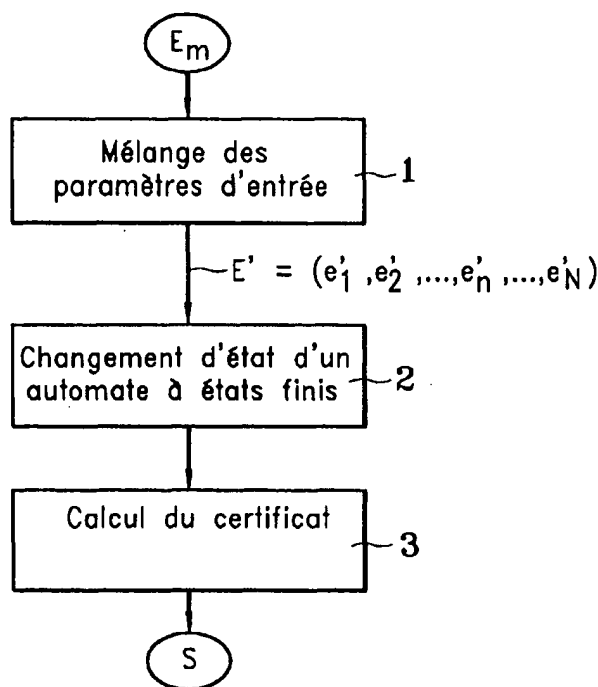 E_m
Mélange des
paramètres d'entrée
1
E' = (e'_1 ,e'_2 ,...,e'_n ,...,e'_N)
Changement d'état d'un
automate à états finis
2
Calcul du certificat
3
S